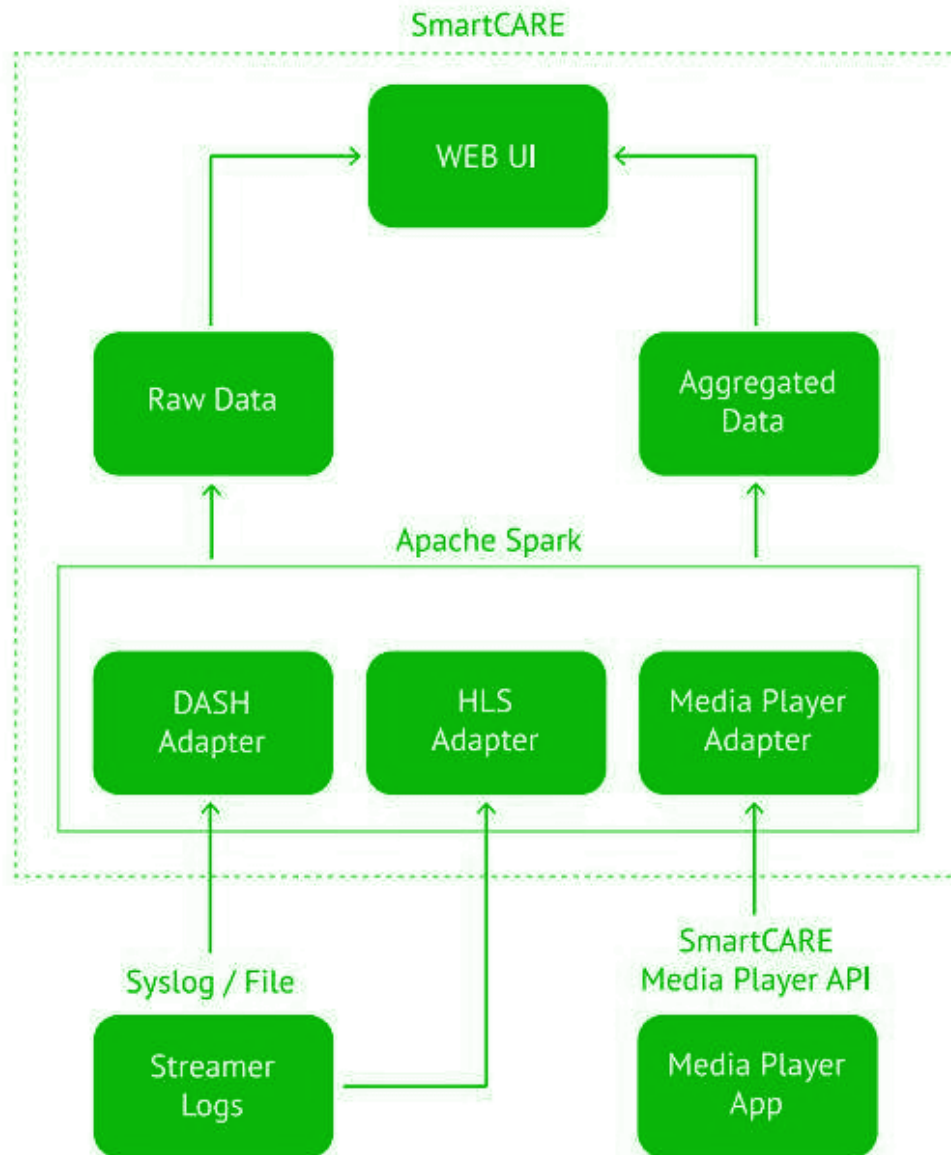 SmartCARE
WEB UI
Raw Data
Aggregated
Data
Apache Spark
DASH
Adapter
HLS
Adapter
Media Player
Adapter
Syslog / File
SmartCARE
Media Player API
Streamer
Logs
Media Player
App